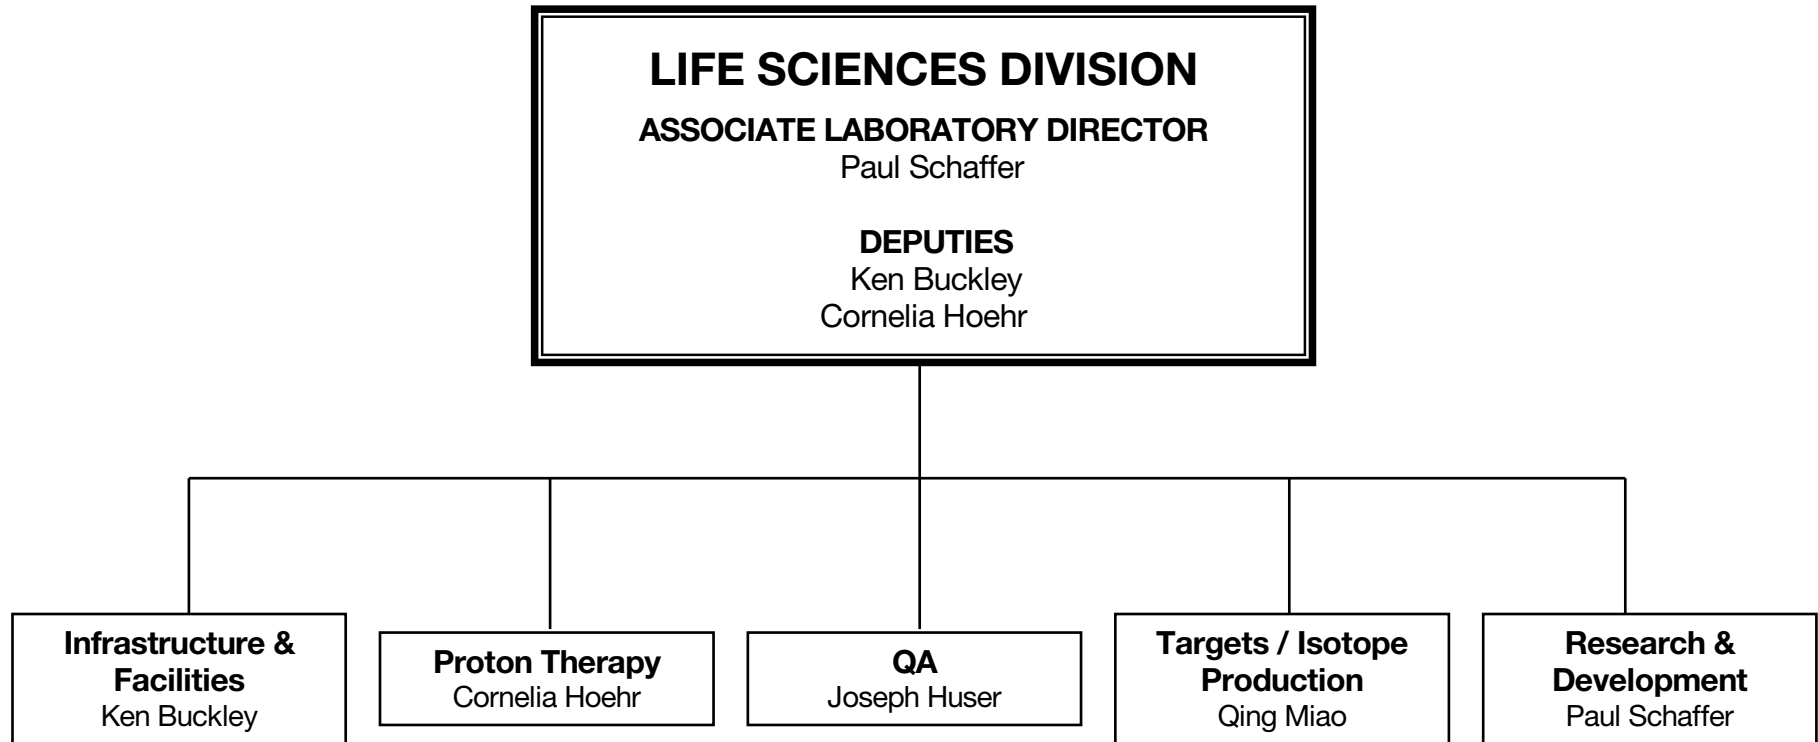 LIFE SCIENCES DIVISION
ASSOCIATE LABORATORY DIRECTOR
Paul Schaffer
DEPUTIES
Ken Buckley
Cornelia Hoehr
Infrastructure &
Facilities
Ken Buckley
Proton Therapy
Cornelia Hoehr
QA
Joseph Huser
Targets / Isotope
Production
Qing Miao
Research &
Development
Paul Schaffer